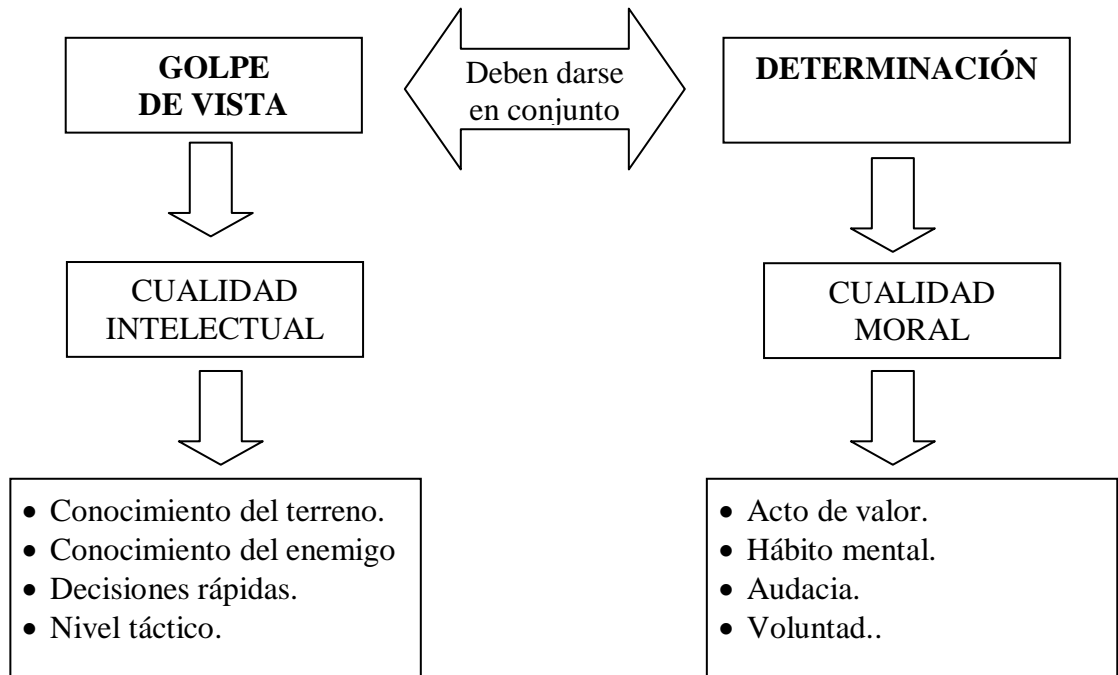 GOLPE
DE VISTA
Deben darse
en conjunto
DETERMINACIÓN
CUALIDAD
INTELECTUAL
CUALIDAD
MORAL
• Conocimiento del terreno.
• Conocimiento del enemigo
• Decisiones rápidas.
• Nivel táctico.
• Acto de valor.
• Hábito mental.
• Audacia.
• Voluntad..